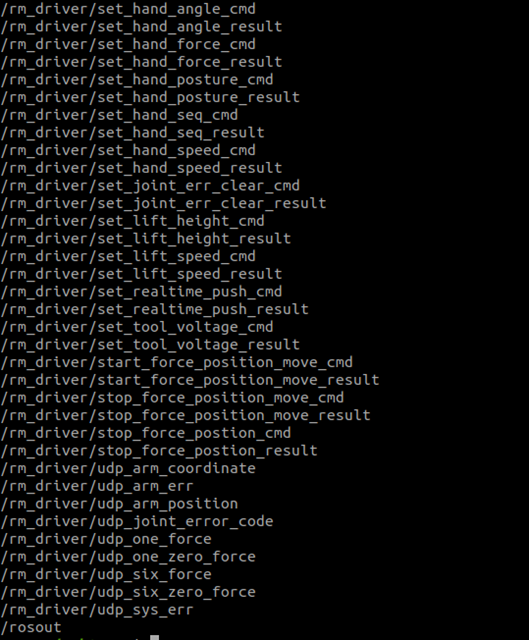 /rm_driver/set_hand_angle_cmd
/rm_driver/set_hand_angle_result
/rm_driver/set_hand_force_cmd
/rm_driver/set_hand_force_result
/rm_driver/set_hand_posture_cmd
/rm_driver/set_hand_posture_result
/rm_driver/set_hand_seq_cmd
/rm_driver/set_hand_seq_result
/rm_driver/set_hand_speed_cmd
/rm_driver/set_hand_speed_result
/rm_driver/set_joint_err_clear_cmd
/rm_driver/set_joint_err_clear_result
/rm_driver/set_lift_height_cmd
/rm_driver/set_lift_height_result
/rm_driver/set_lift_speed_cmd
/rm_driver/set_lift_speed_result
/rm_driver/set_realtime_push_cmd
/rm_driver/set_realtime_push_result
/rm_driver/set_tool_voltage_cmd
/rm_driver/set_tool_voltage_result
/rm_driver/start_force_position_move_cmd
/rm_driver/start_force_position_move_result
/rm_driver/stop_force_position_move_cmd
/rm_driver/stop_force_position_move_result
/rm_driver/stop_force_postion_cmd
/rm_driver/stop_force_postion_result
/rm_driver/udp_arm_coordinate
/rm_driver/udp_arm_err
/rm_driver/udp_arm_position
/rm_driver/udp_joint_error_code
/rm_driver/udp_one_force
/rm_driver/udp_one_zero_force
/rm_driver/udp_six_force
/rm_driver/udp_six_zero_force
/rm_driver/udp_sys_err
/rosout